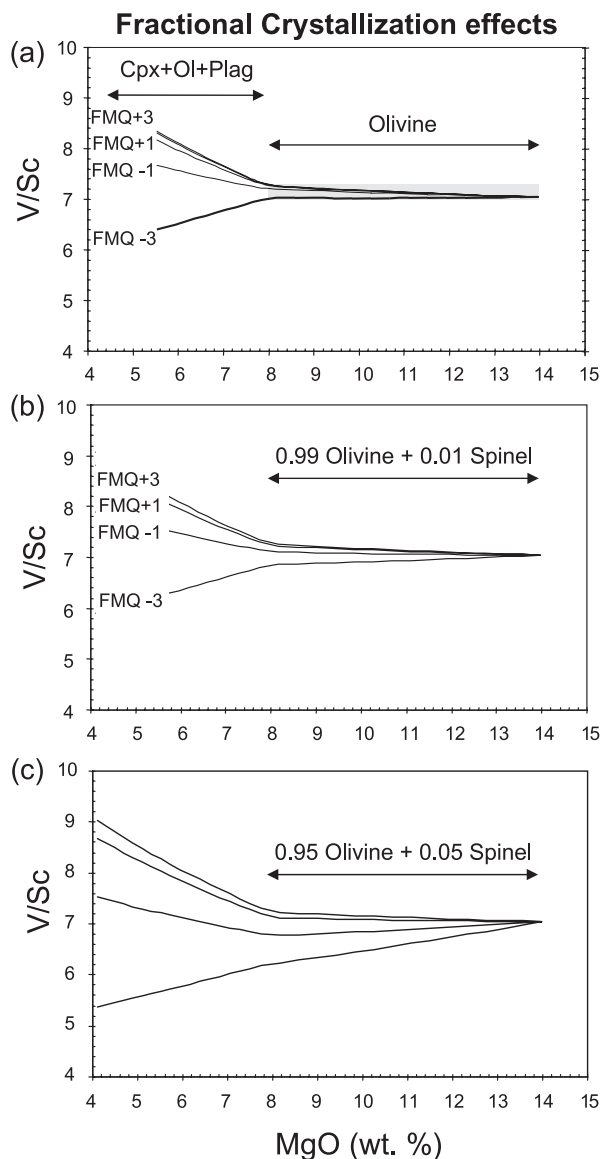 Fractional Crystallization effects
(a)
10
Cpx+Ol+Plag
9
Olivine
FMQ+3
8
FMQ+1
FMQ -1
7
V/Sc
6
FMQ -3
5
4
4 5 6 7 8 9 10 11 12 13 14 15
(b)
10
9
0.99 Olivine + 0.01 Spinel
FMQ+3
8
FMQ+1
FMQ -1
7
V/Sc
FMQ -3
6
5
4
4 5 6 7 8 9 10 11 12 13 14 15
(c)
10
9
0.95 Olivine + 0.05 Spinel
8
7
V/Sc
6
5
4
4 5 6 7 8 9 10 11 12 13 14 15
MgO (wt. %)